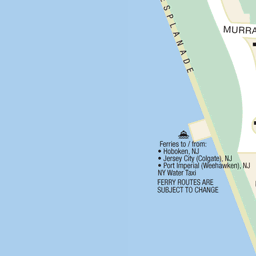 ESPLANADE
MURRA
Ferries to / from:
• Hoboken, NJ
• Jersey City (Colgate), NJ
• Port Imperial (Weehawken), NJ
NY Water Taxi
FERRY ROUTES ARE
SUBJECT TO CHANGE